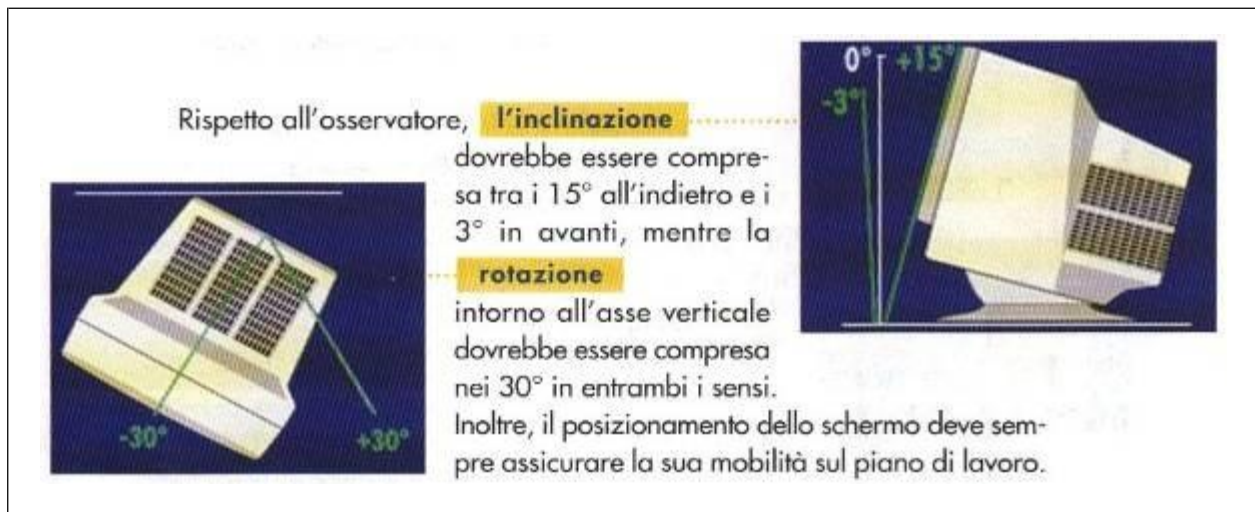 0° +15°
-3°
Rispetto all'osservatore, l'inclinazione
dovrebbe essere compre-
sa tra i 15° all'indietro e i
3° in avanti, mentre la
rotazione
intorno all'asse verticale
dovrebbe essere compresa
nei 30° in entrambi i sensi.
Inoltre, il posizionamento dello schermo deve sem-
pre assicurare la sua mobilità sul piano di lavoro.
-30° +30°